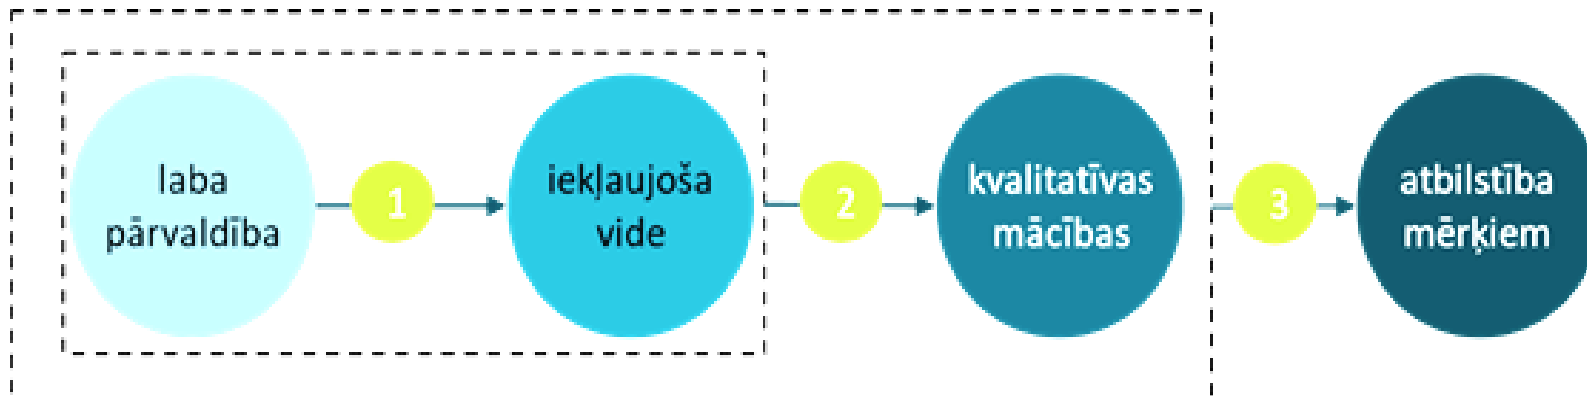 laba
pārvaldība
1
iekļaujoša
vide
2
kvalitatīvas
mācības
3
atbilstība
mērķiem